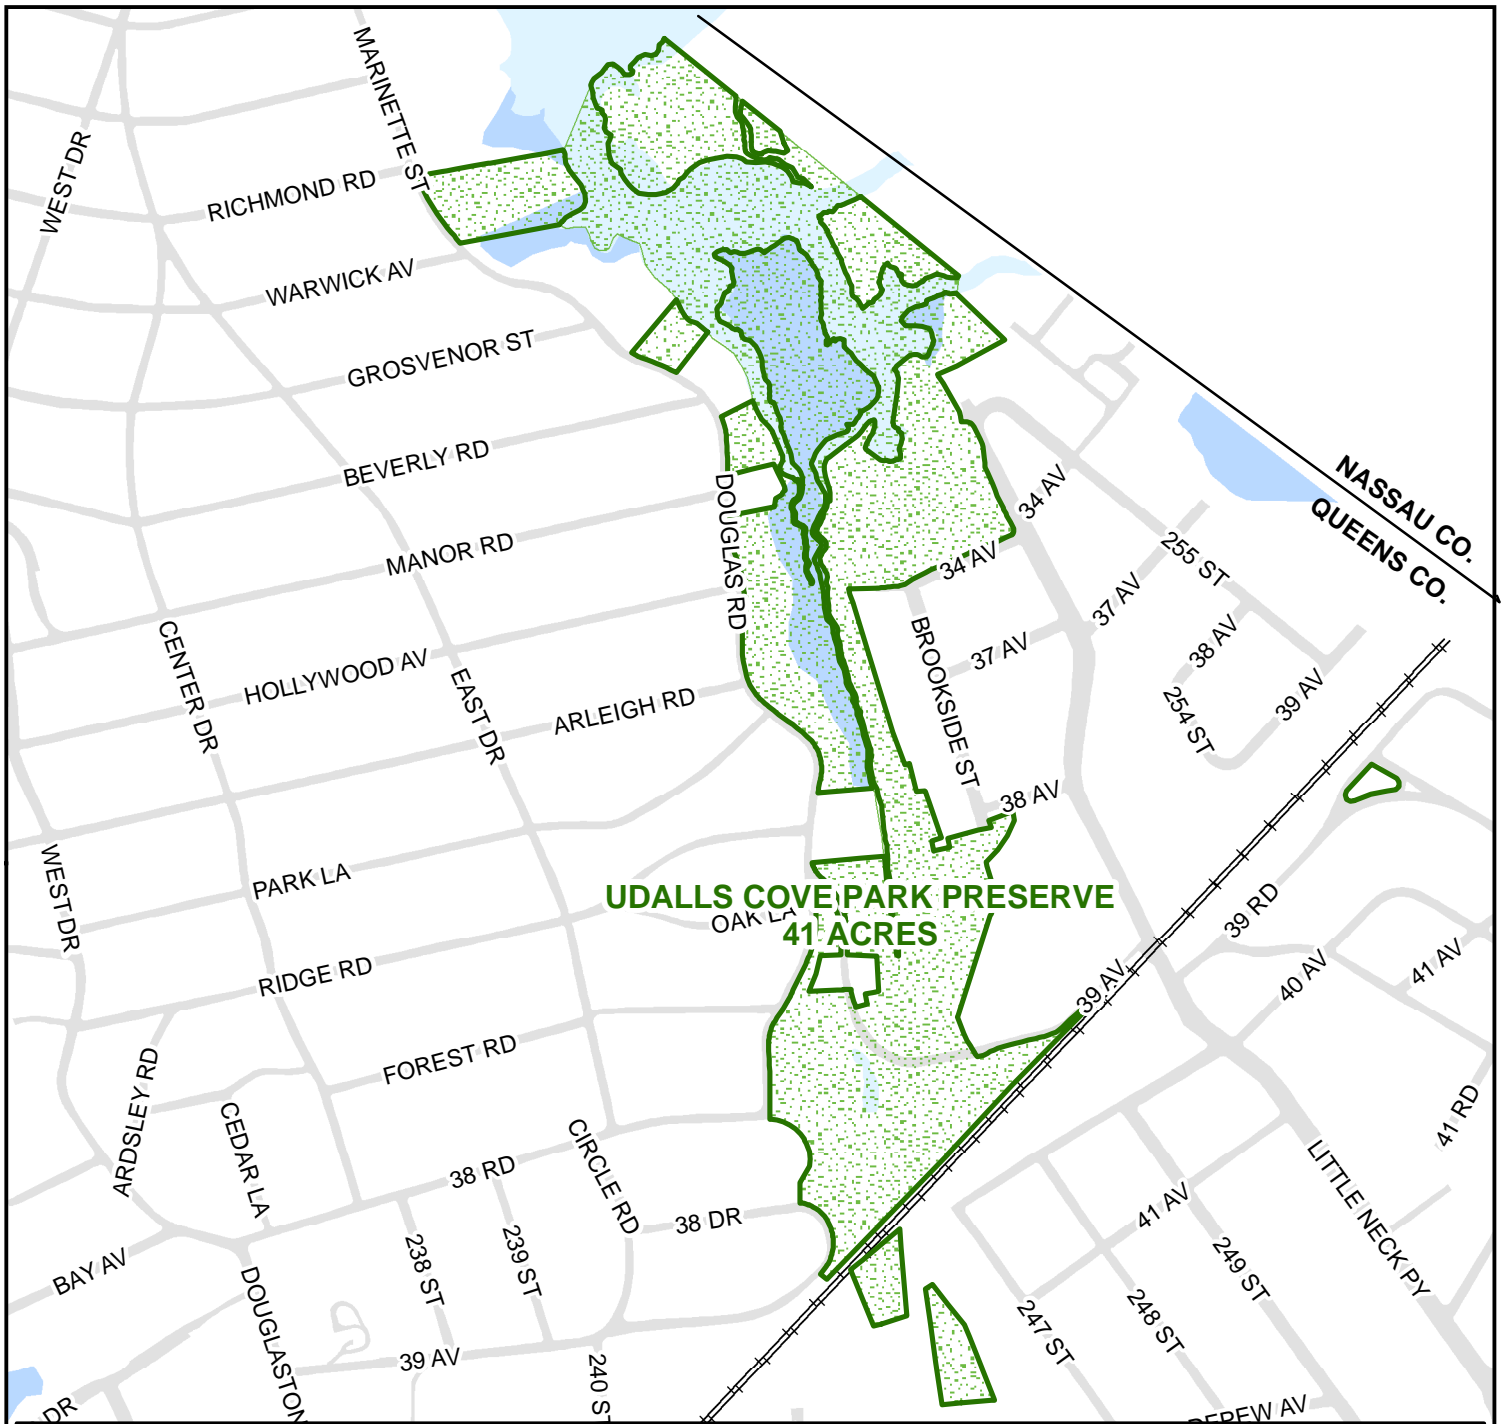 MARINETTE ST
WEST DR
RICHMOND RD
WARWICK AV
GROSVENOR ST
BEVERLY RD
NASSAU CO.
QUEENS CO.
34 AV
MANOR RD
DOUGLAS RD
34 AV
255 ST
37 AV
38 AV
CENTER DR
HOLLYWOOD AV
EAST DR
ARLEIGH RD
BROOKSIDE ST
37 AV
254 ST
39 AV
38 AV
WEST DR
PARK LA
UDALLS COVE PARK PRESERVE
41 ACRES
OAK LA
39 RD
RIDGE RD
39 AV
40 AV
41 AV
ARDSLEY RD
FOREST RD
CEDAR LA
CIRCLE RD
38 RD
41 RD
38 DR
41 AV
LITTLE NECK PY
BAY AV
238 ST
239 ST
249 ST
DOUGLASTON
247 ST
248 ST
39 AV
240 ST
DR
DEPEW AV